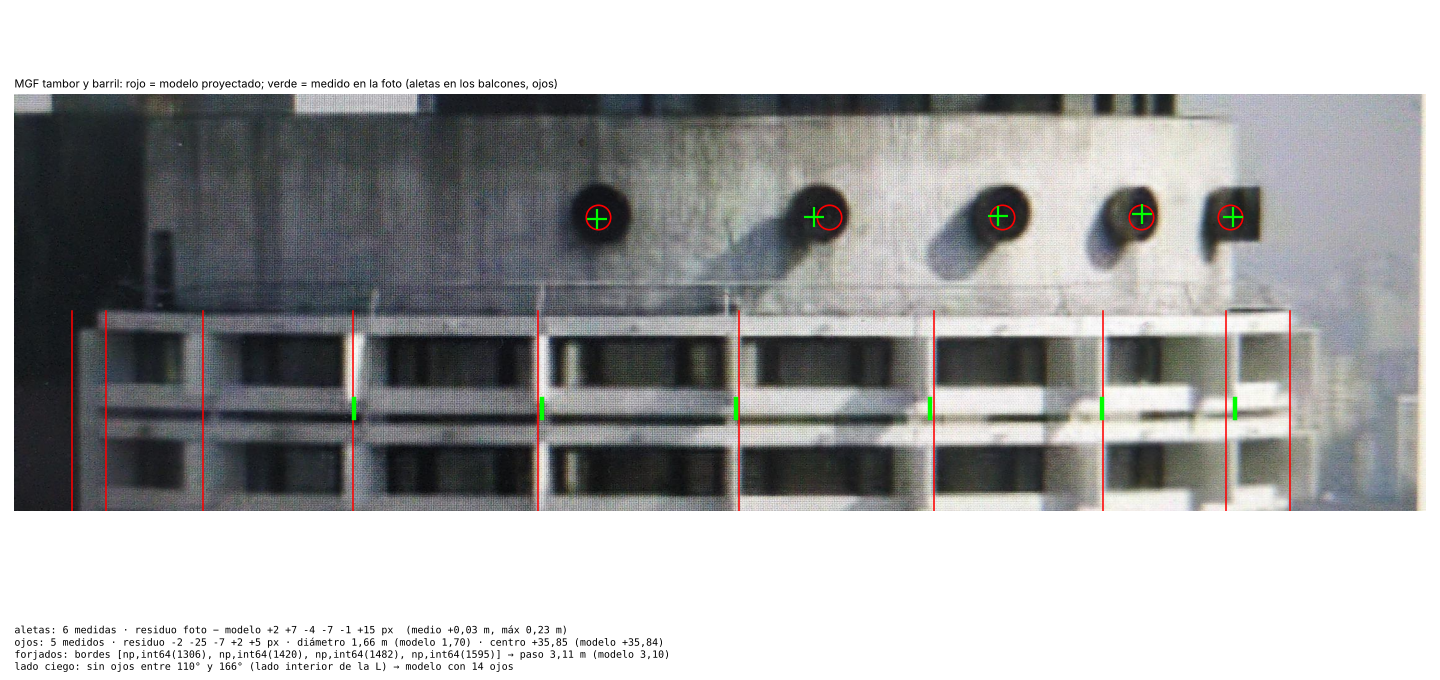 MGF tambor y barril: rojo = modelo proyectado; verde = medido en la foto (aletas en los balcones, ojos)
aletas: 6 medidas · residuo foto − modelo +2 +7 -4 -7 -1 +15 px  (medio +0,03 m, máx 0,23 m)
ojos: 5 medidos · residuo -2 -25 -7 +2 +5 px · diámetro 1,66 m (modelo 1,70) · centro +35,85 (modelo +35,84)
forjados: bordes [np,int64(1306), np,int64(1420), np,int64(1482), np,int64(1595)] → paso 3,11 m (modelo 3,10)
lado ciego: sin ojos entre 110° y 166° (lado interior de la L) → modelo con 14 ojos